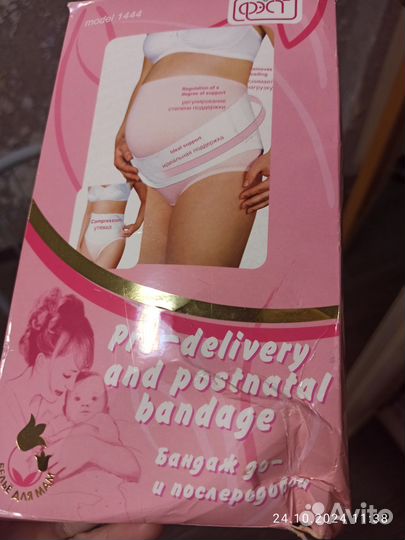 model 1444
ФЭСТ
Regulation of a
degree of support
регулирование
степени поддержки
Ideal support
идеальная поддержка
Compression
утяжка
Pre-delivery
and postnatal
bandage
Бандаж до-
и послеродовой
БЕЛЬЕ ДЛЯ МАМ
Avito
24.10.2024 11:38